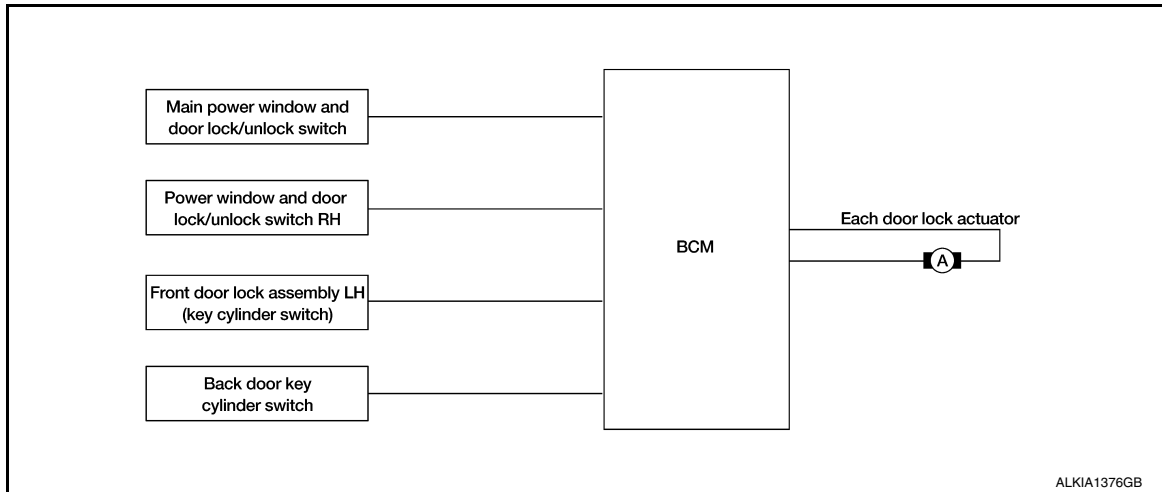 Main power window and
door lock/unlock switch
Power window and door
lock/unlock switch RH
Front door lock assembly LH
(key cylinder switch)
Back door key
cylinder switch
BCM
Each door lock actuator
A
ALKIA1376GB